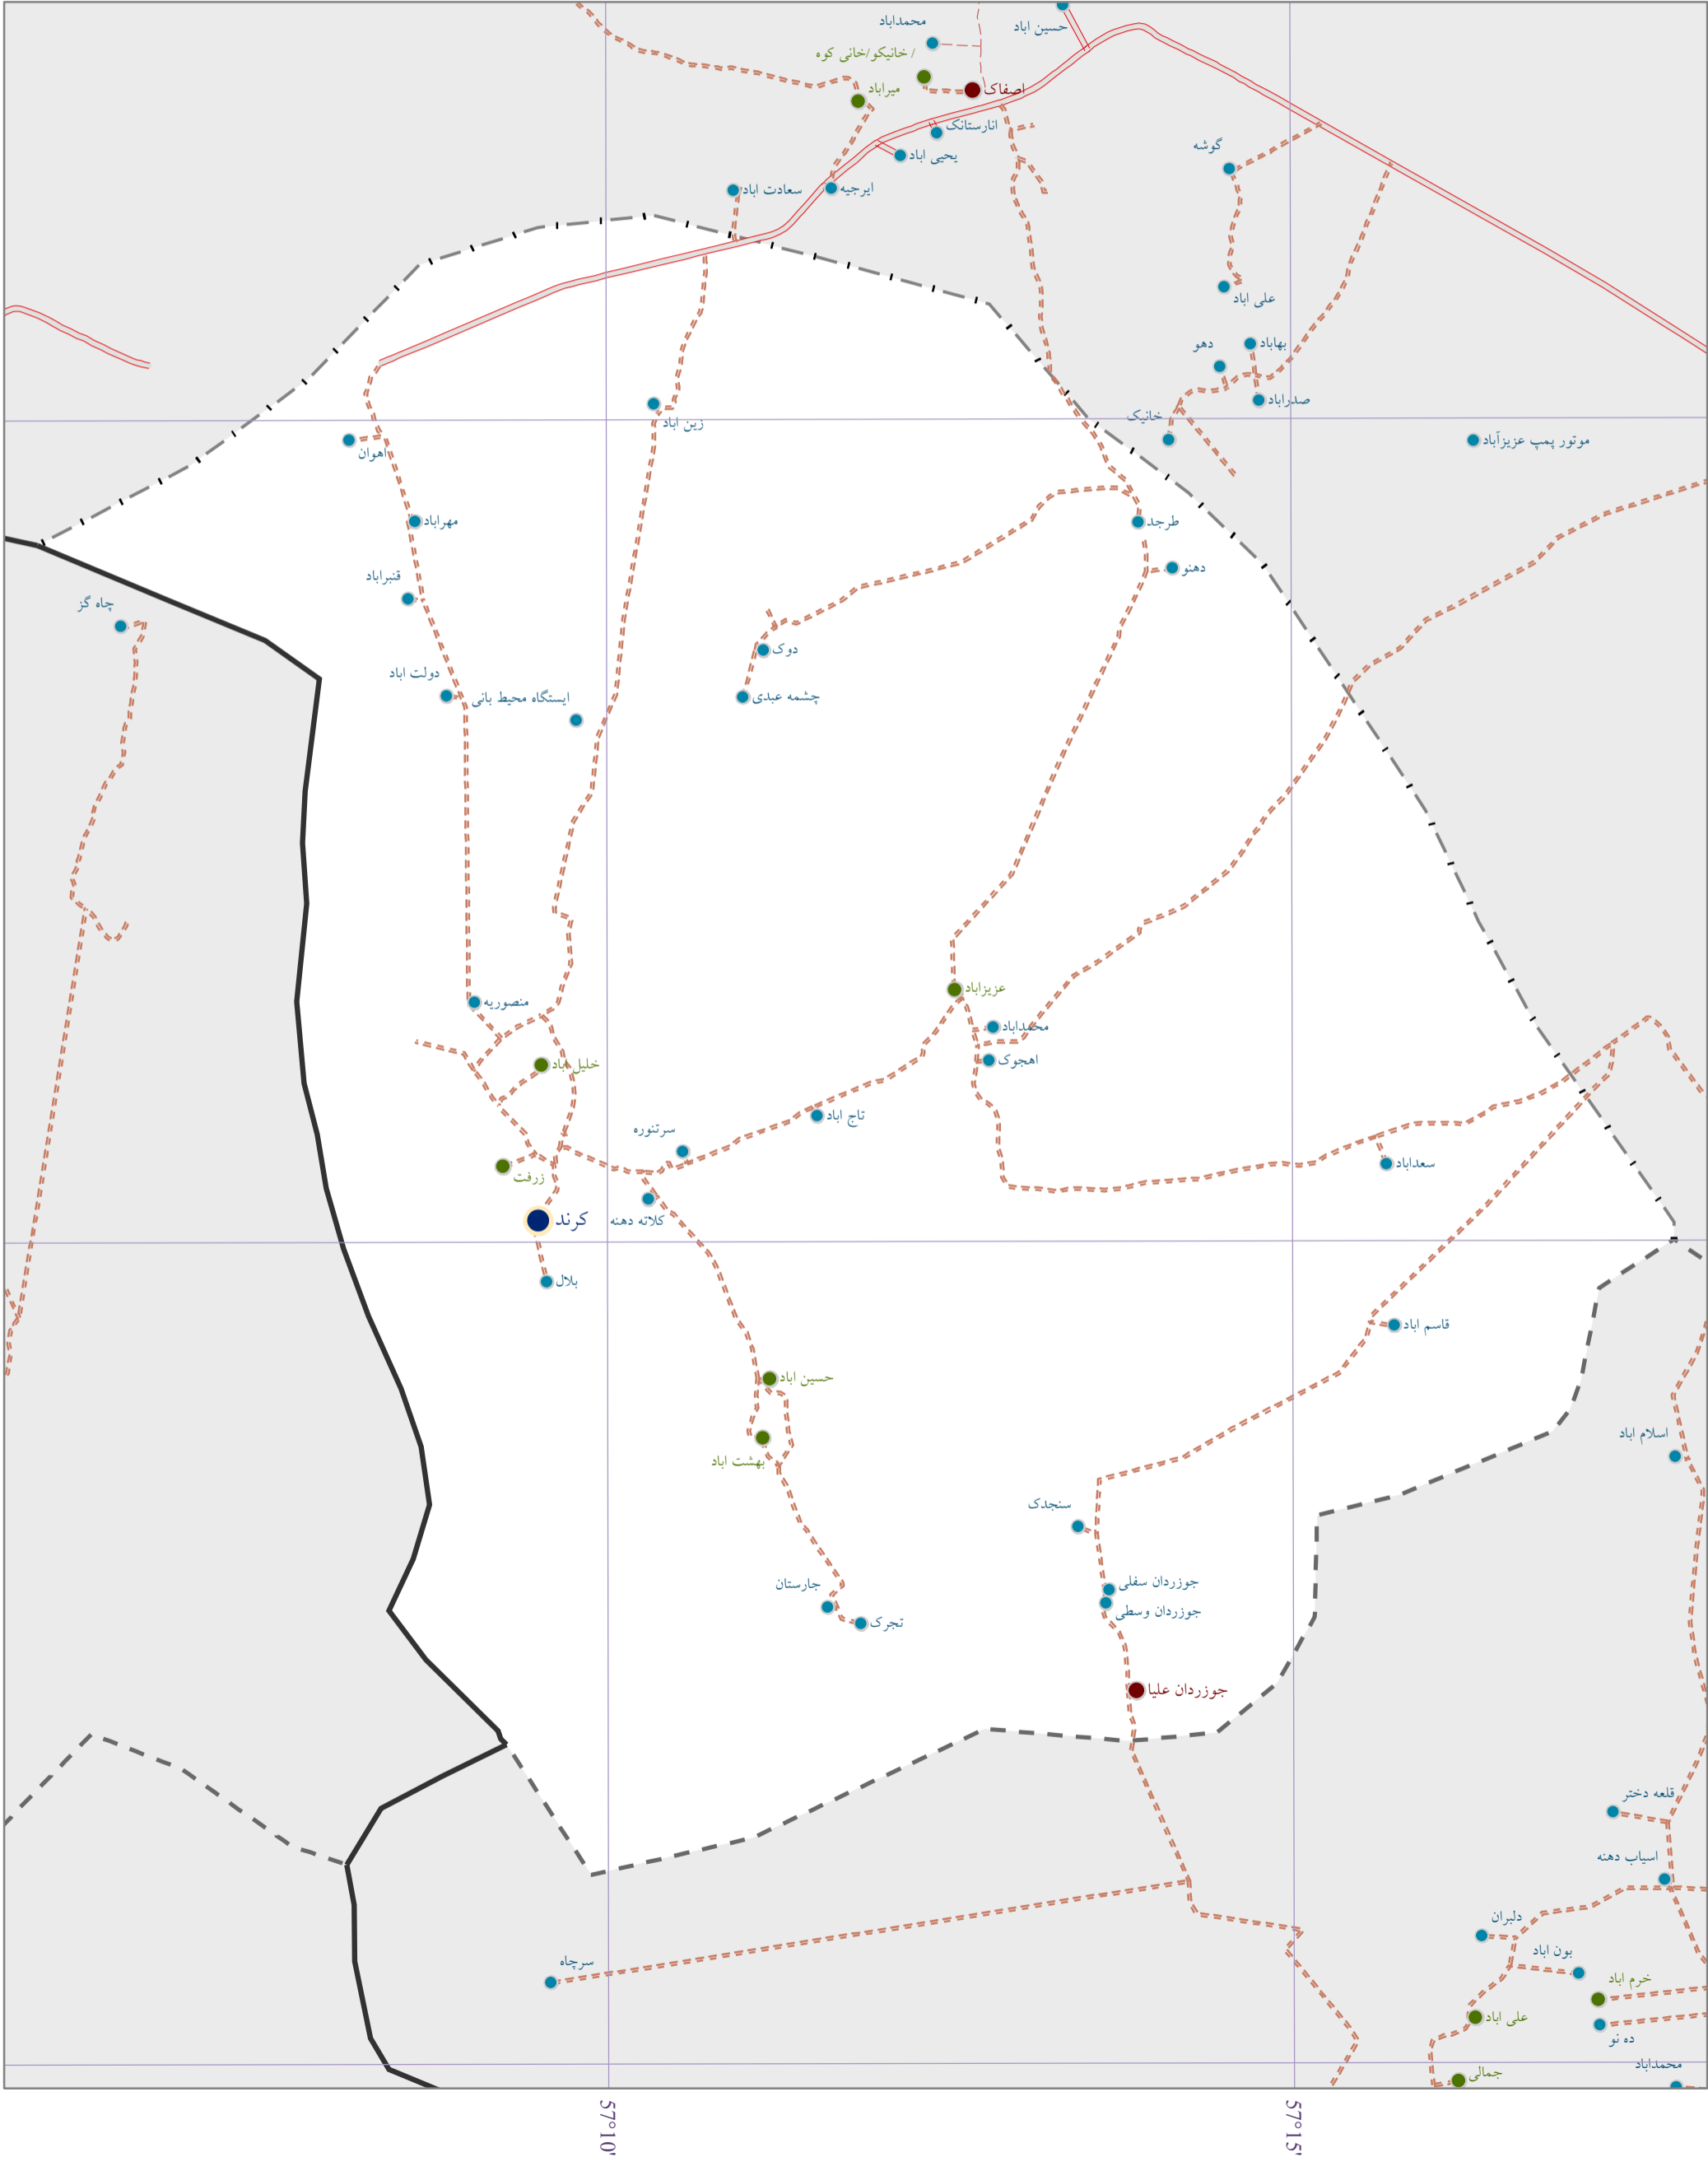 محمداباد
حسین اباد
/ خانیکو/خانی کوه
میراباد
اصفاک
انارستانک
یحیی اباد
گوشه
ایرجیه
سعادت اباد
علی اباد
بهاباد
دهو
صدراباد
خانیک
زین اباد
موتور پمپ عزیزآباد
اهوان
مهراباد
طرجد
دهنو
قنبراباد
چاه گز
دوک
دولت اباد
ایستگاه محیط بانی
چشمه عبدی
عزیزاباد
منصوریه
محمداباد
اهجوک
خلیل اباد
تاج اباد
سرتنوره
سعداباد
زرفت
کرند
کلاته دهنه
بلال
قاسم اباد
حسین اباد
اسلام اباد
بهشت اباد
سنجدک
جوزردان سفلی
جارستان
جوزردان وسطی
تجرک
جوزردان علیا
قلعه دختر
اسیاب دهنه
دلبران
بون اباد
سرچاه
خرم اباد
علی اباد
ده نو
محمداباد
جمالی
57°10'
57°15'